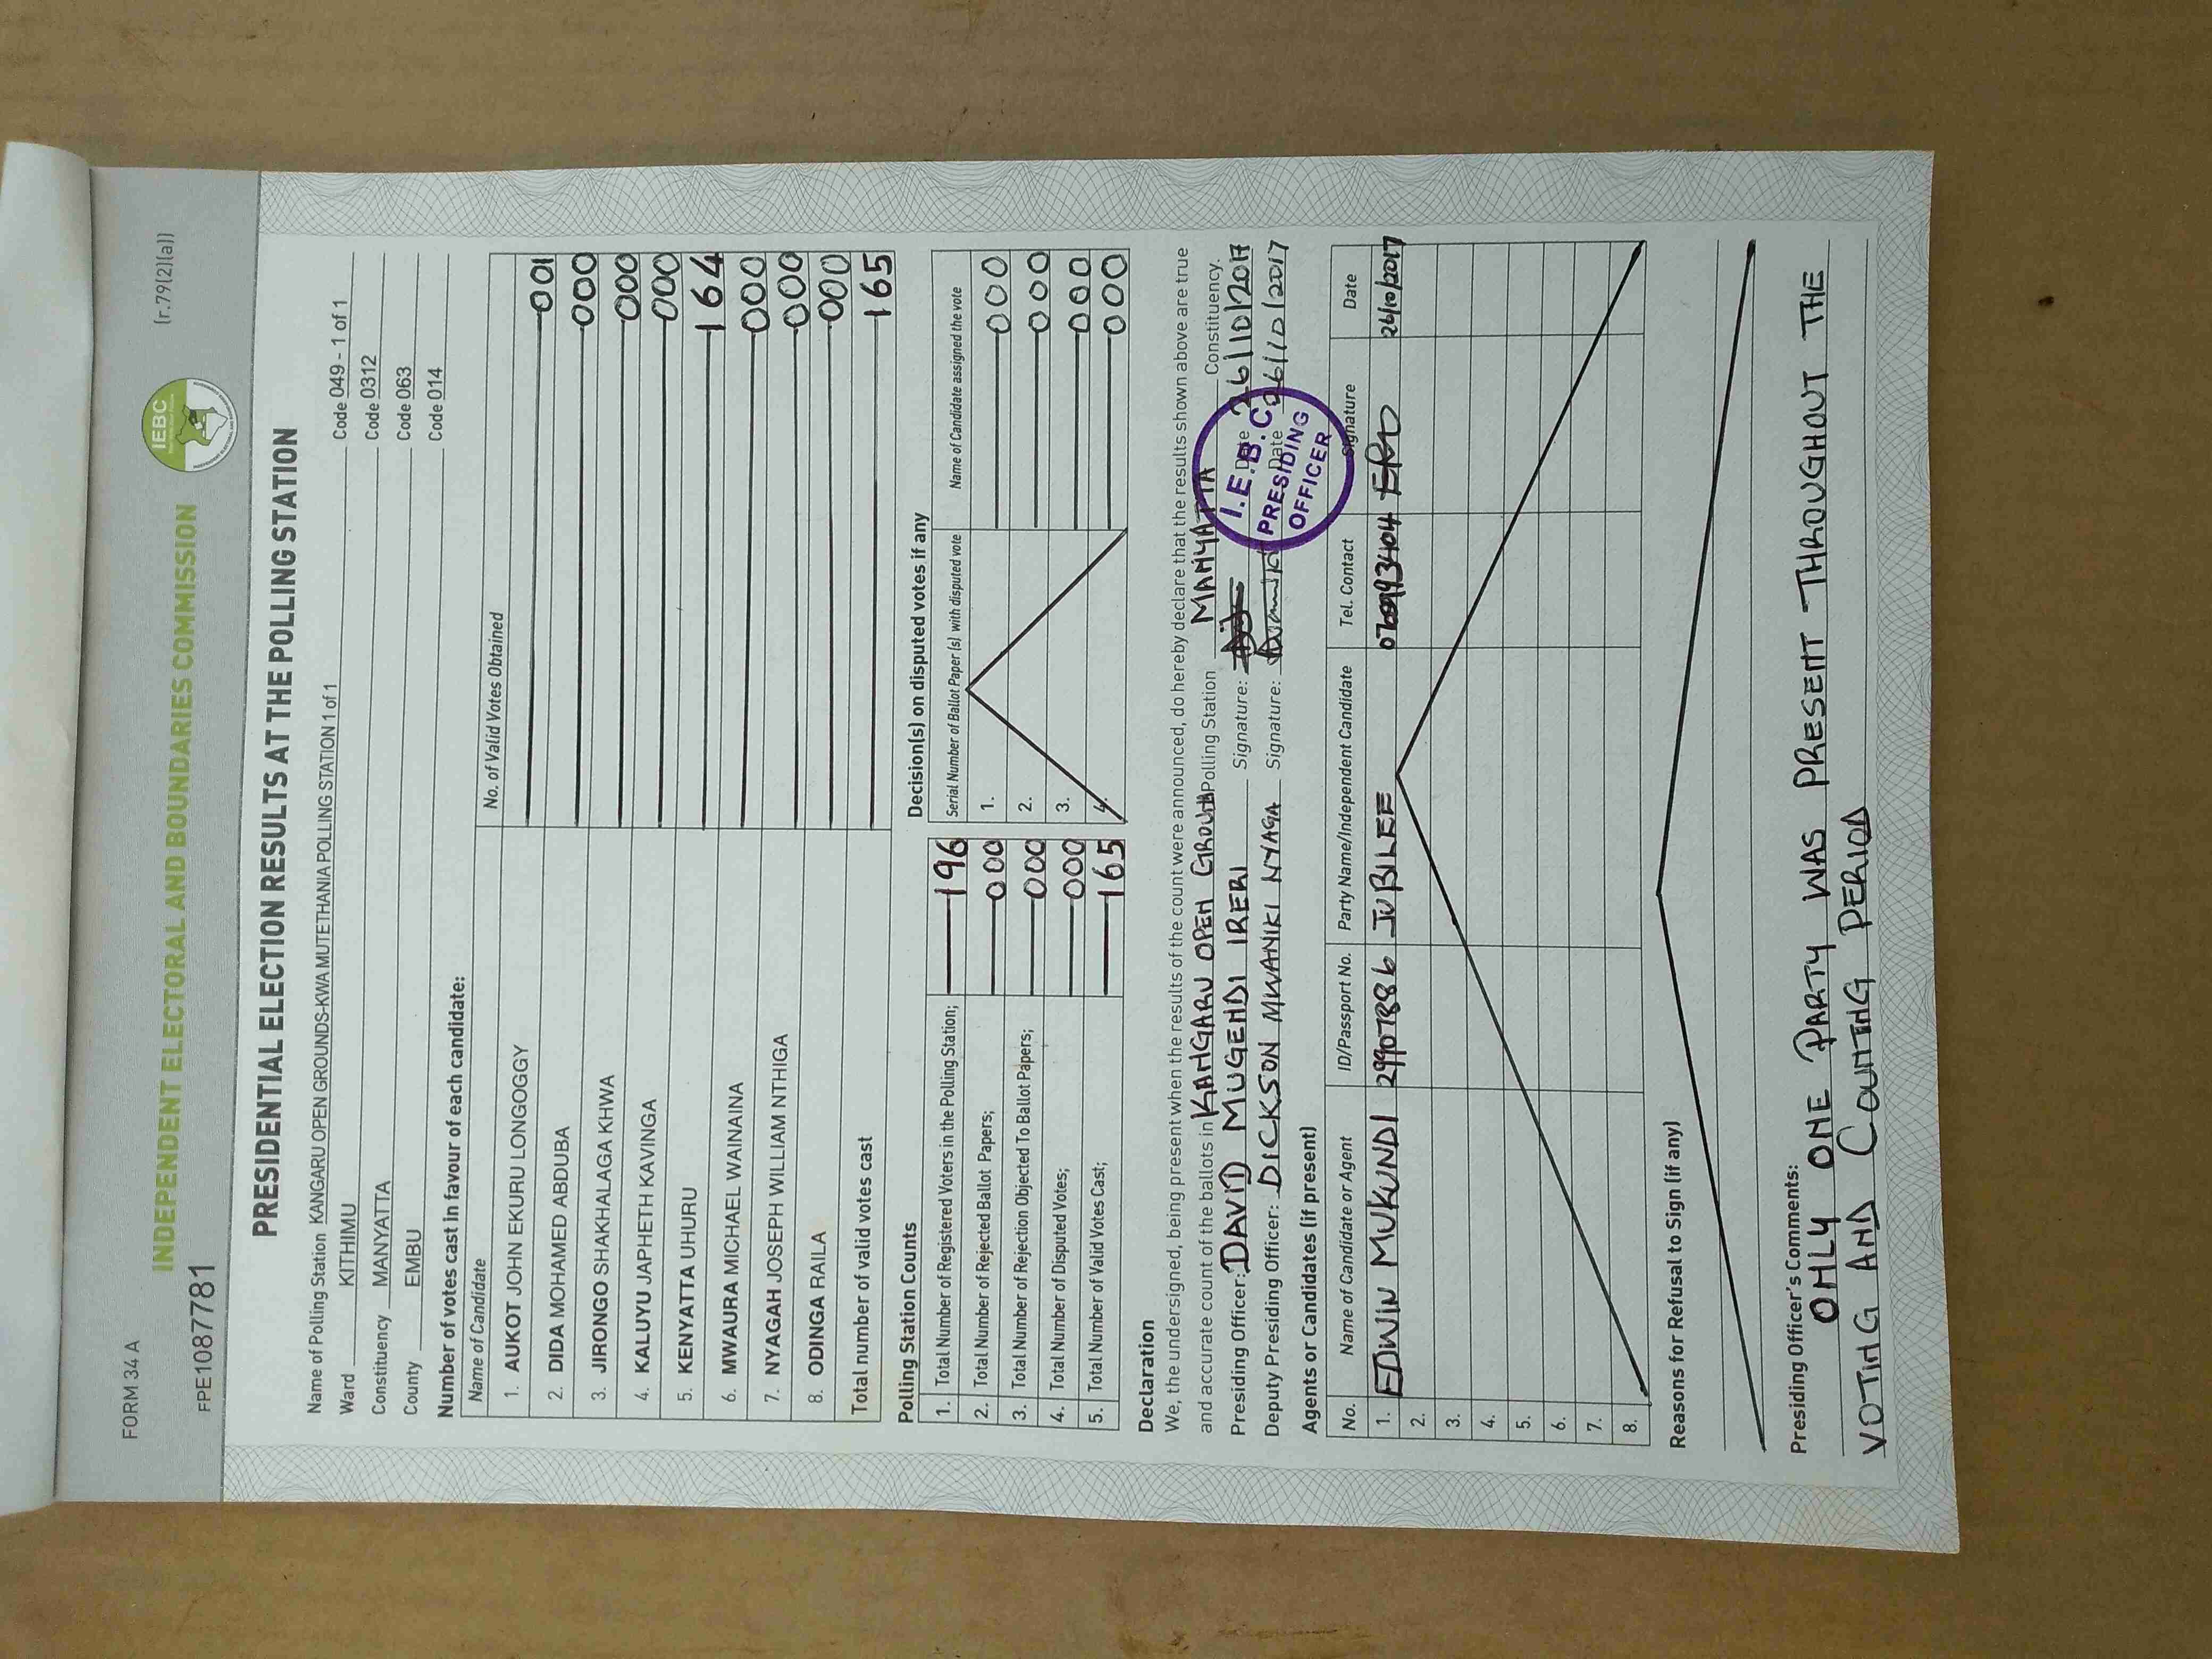 FORM 34 A
(r.79(2)(a))
IEBC
INDEPENDENT ELECTORAL AND BOUNDARIES COMMISSION
FPE1087781
PRESIDENTIAL ELECTION RESULTS AT THE POLLING STATION
Name of Polling Station KANGARU OPEN GROUNDS-KWA MUTETHANIA POLLING STATION 1 of 1 Code 049 - 1 of 1
Ward KITHIMU Code 0312
Constituency MANYATTA Code 063
County EMBU Code 014
Number of votes cast in favour of each candidate:
Name of Candidate No. of Valid Votes Obtained
1. AUKOT JOHN EKURU LONGOGGY 001
2. DIDA MOHAMED ABDUBA 000
3. JIRONGO SHAKHALAGA KHWA 000
4. KALUYU JAPHETH KAVINGA 000
5. KENYATTA UHURU 164
6. MWAURA MICHAEL WAINAINA 000
7. NYAGAH JOSEPH WILLIAM NTHIGA 000
8. ODINGA RAILA 000
Total number of valid votes cast 165
Polling Station Counts
1. Total Number of Registered Voters in the Polling Station; 196
2. Total Number of Rejected Ballot Papers; 000
3. Total Number of Rejection Objected To Ballot Papers; 000
4. Total Number of Disputed Votes; 000
5. Total Number of Valid Votes Cast; 165
Decision(s) on disputed votes if any
Serial Number of Ballot Paper (s) with disputed vote Name of Candidate assigned the vote
1. 000
2. 000
3. 000
4. 000
Declaration
We, the undersigned, being present when the results of the count were announced, do hereby declare that the results shown above are true
and accurate count of the ballots in KANGARU OPEN GROUND Polling Station MANYATTA Constituency.
Presiding Officer: DAVID MUGENDI IRERI Signature: Date 26/10/2017
Deputy Presiding Officer: DICKSON MWANIKI NYAGA Signature: Date 26/10/2017
I.E.B.C
PRESIDING
OFFICER
Agents or Candidates (if present)
No. Name of Candidate or Agent ID/Passport No. Party Name/Independent Candidate Tel. Contact Signature Date
1. EDWIN MUKUNDI 29907886 JUBILEE 26/10/2017
2.
3.
4.
5.
6.
7.
8.
Reasons for Refusal to Sign (if any)
Presiding Officer's Comments:
ONLY ONE PARTY WAS PRESENT THROUGHOUT THE
VOTING AND COUNTING PERIOD